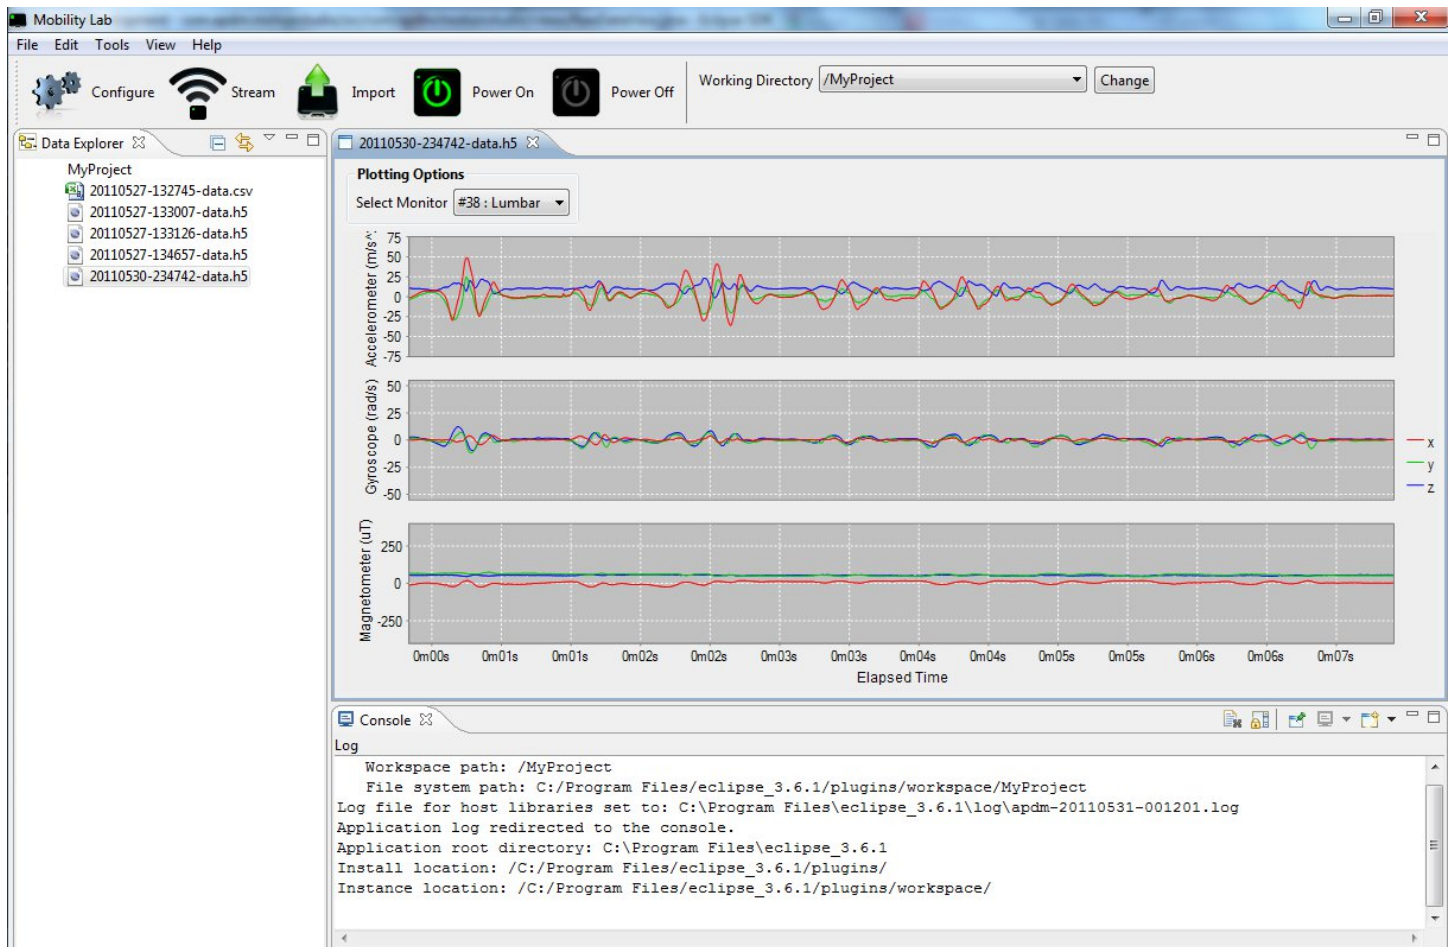 Mobility Lab
File Edit Tools View Help
Configure Stream Import Power On Power Off Working Directory /MyProject Change
Data Explorer
MyProject
20110527-132745-data.csv
20110527-133007-data.h5
20110527-133126-data.h5
20110527-134657-data.h5
20110530-234742-data.h5
20110530-234742-data.h5
Plotting Options
Select Monitor #38 : Lumbar
Accelerometer (m/s^
75
50
25
0
-25
-50
-75
Gyroscope (rad/s)
50
25
0
-25
-50
x
y
z
Magnetometer (uT)
250
0
-250
0m00s 0m01s 0m01s 0m02s 0m02s 0m03s 0m03s 0m04s 0m04s 0m05s 0m05s 0m06s 0m06s 0m07s
Elapsed Time
Console
Log
Workspace path: /MyProject
File system path: C:/Program Files/eclipse_3.6.1/plugins/workspace/MyProject
Log file for host libraries set to: C:\Program Files\eclipse_3.6.1\log\apdm-20110531-001201.log
Application log redirected to the console.
Application root directory: C:\Program Files\eclipse_3.6.1
Install location: /C:/Program Files/eclipse_3.6.1/plugins/
Instance location: /C:/Program Files/eclipse_3.6.1/plugins/workspace/